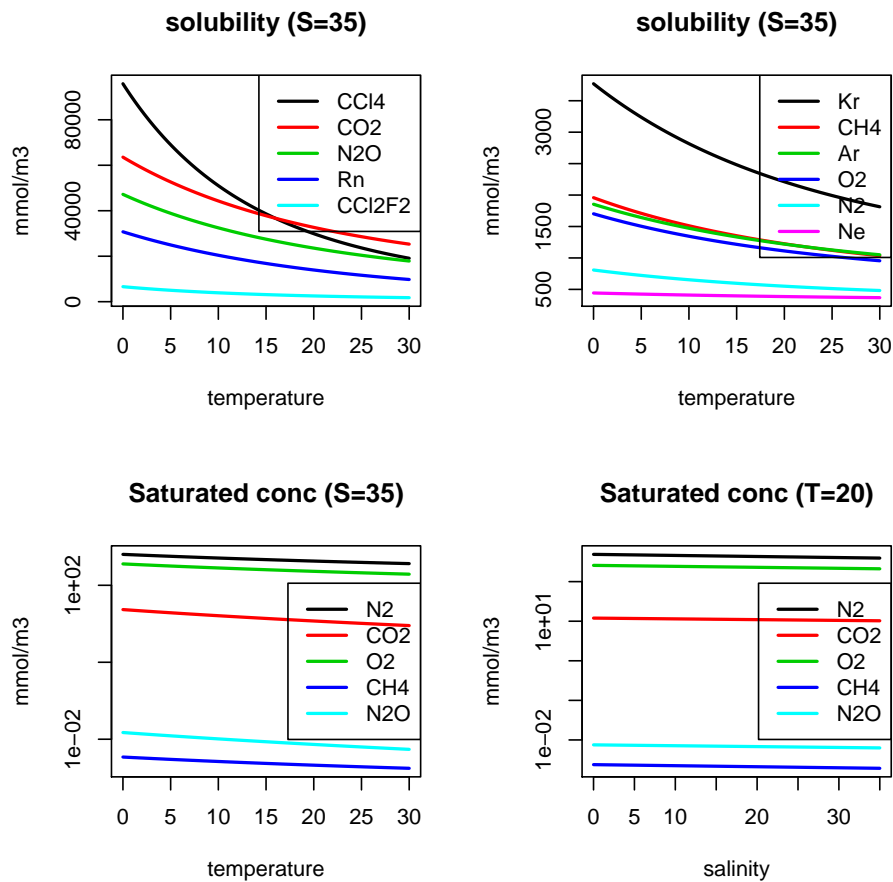 solubility (S=35)
mmol/m3
0 40000 80000
CCl4
CO2
N2O
Rn
CCl2F2
0 5 10 15 20 25 30
temperature
solubility (S=35)
mmol/m3
500 1500 3000
Kr
CH4
Ar
O2
N2
Ne
0 5 10 15 20 25 30
temperature
Saturated conc (S=35)
mmol/m3
1e−02 1e+02
N2
CO2
O2
CH4
N2O
0 5 10 15 20 25 30
temperature
Saturated conc (T=20)
mmol/m3
1e−02 1e+01
N2
CO2
O2
CH4
N2O
0 5 10 20 30
salinity